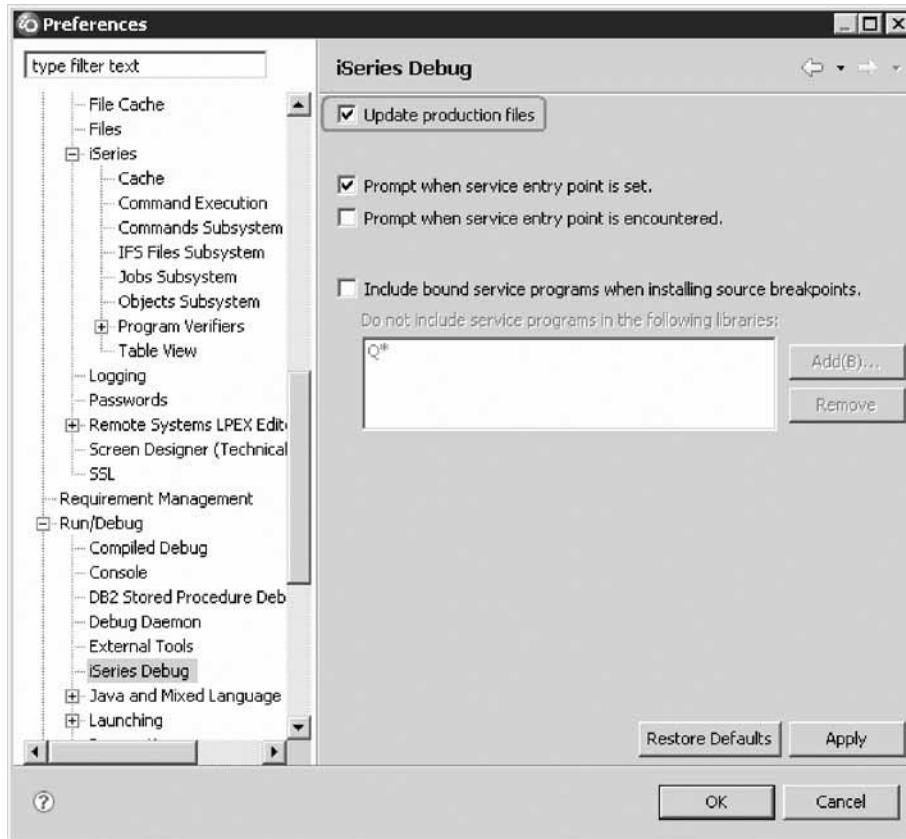 Preferences
type filter text
File Cache
Files
iSeries
Cache
Command Execution
Commands Subsystem
IFS Files Subsystem
Jobs Subsystem
Objects Subsystem
Program Verifiers
Table View
Logging
Passwords
Remote Systems LPEX Edit
Screen Designer (Technical
SSL
Requirement Management
Run/Debug
Compiled Debug
Console
DB2 Stored Procedure Deb
Debug Daemon
External Tools
iSeries Debug
Java and Mixed Language
Launching
iSeries Debug
Update production files
Prompt when service entry point is set.
Prompt when service entry point is encountered.
Include bound service programs when installing source breakpoints.
Do not include service programs in the following libraries:
Q*
Add(B)...
Remove
Restore Defaults
Apply
?
OK
Cancel